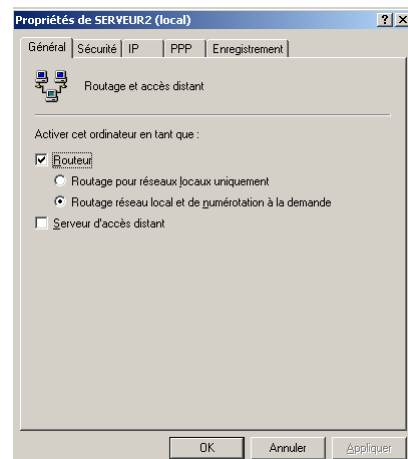 Propriétés de SERVEUR2 (local)
Général Sécurité IP PPP Enregistrement
Routage et accès distant
Activer cet ordinateur en tant que :
Routeur
Routage pour réseaux locaux uniquement
Routage réseau local et de numérotation à la demande
Serveur d'accès distant
OK Annuler Appliquer